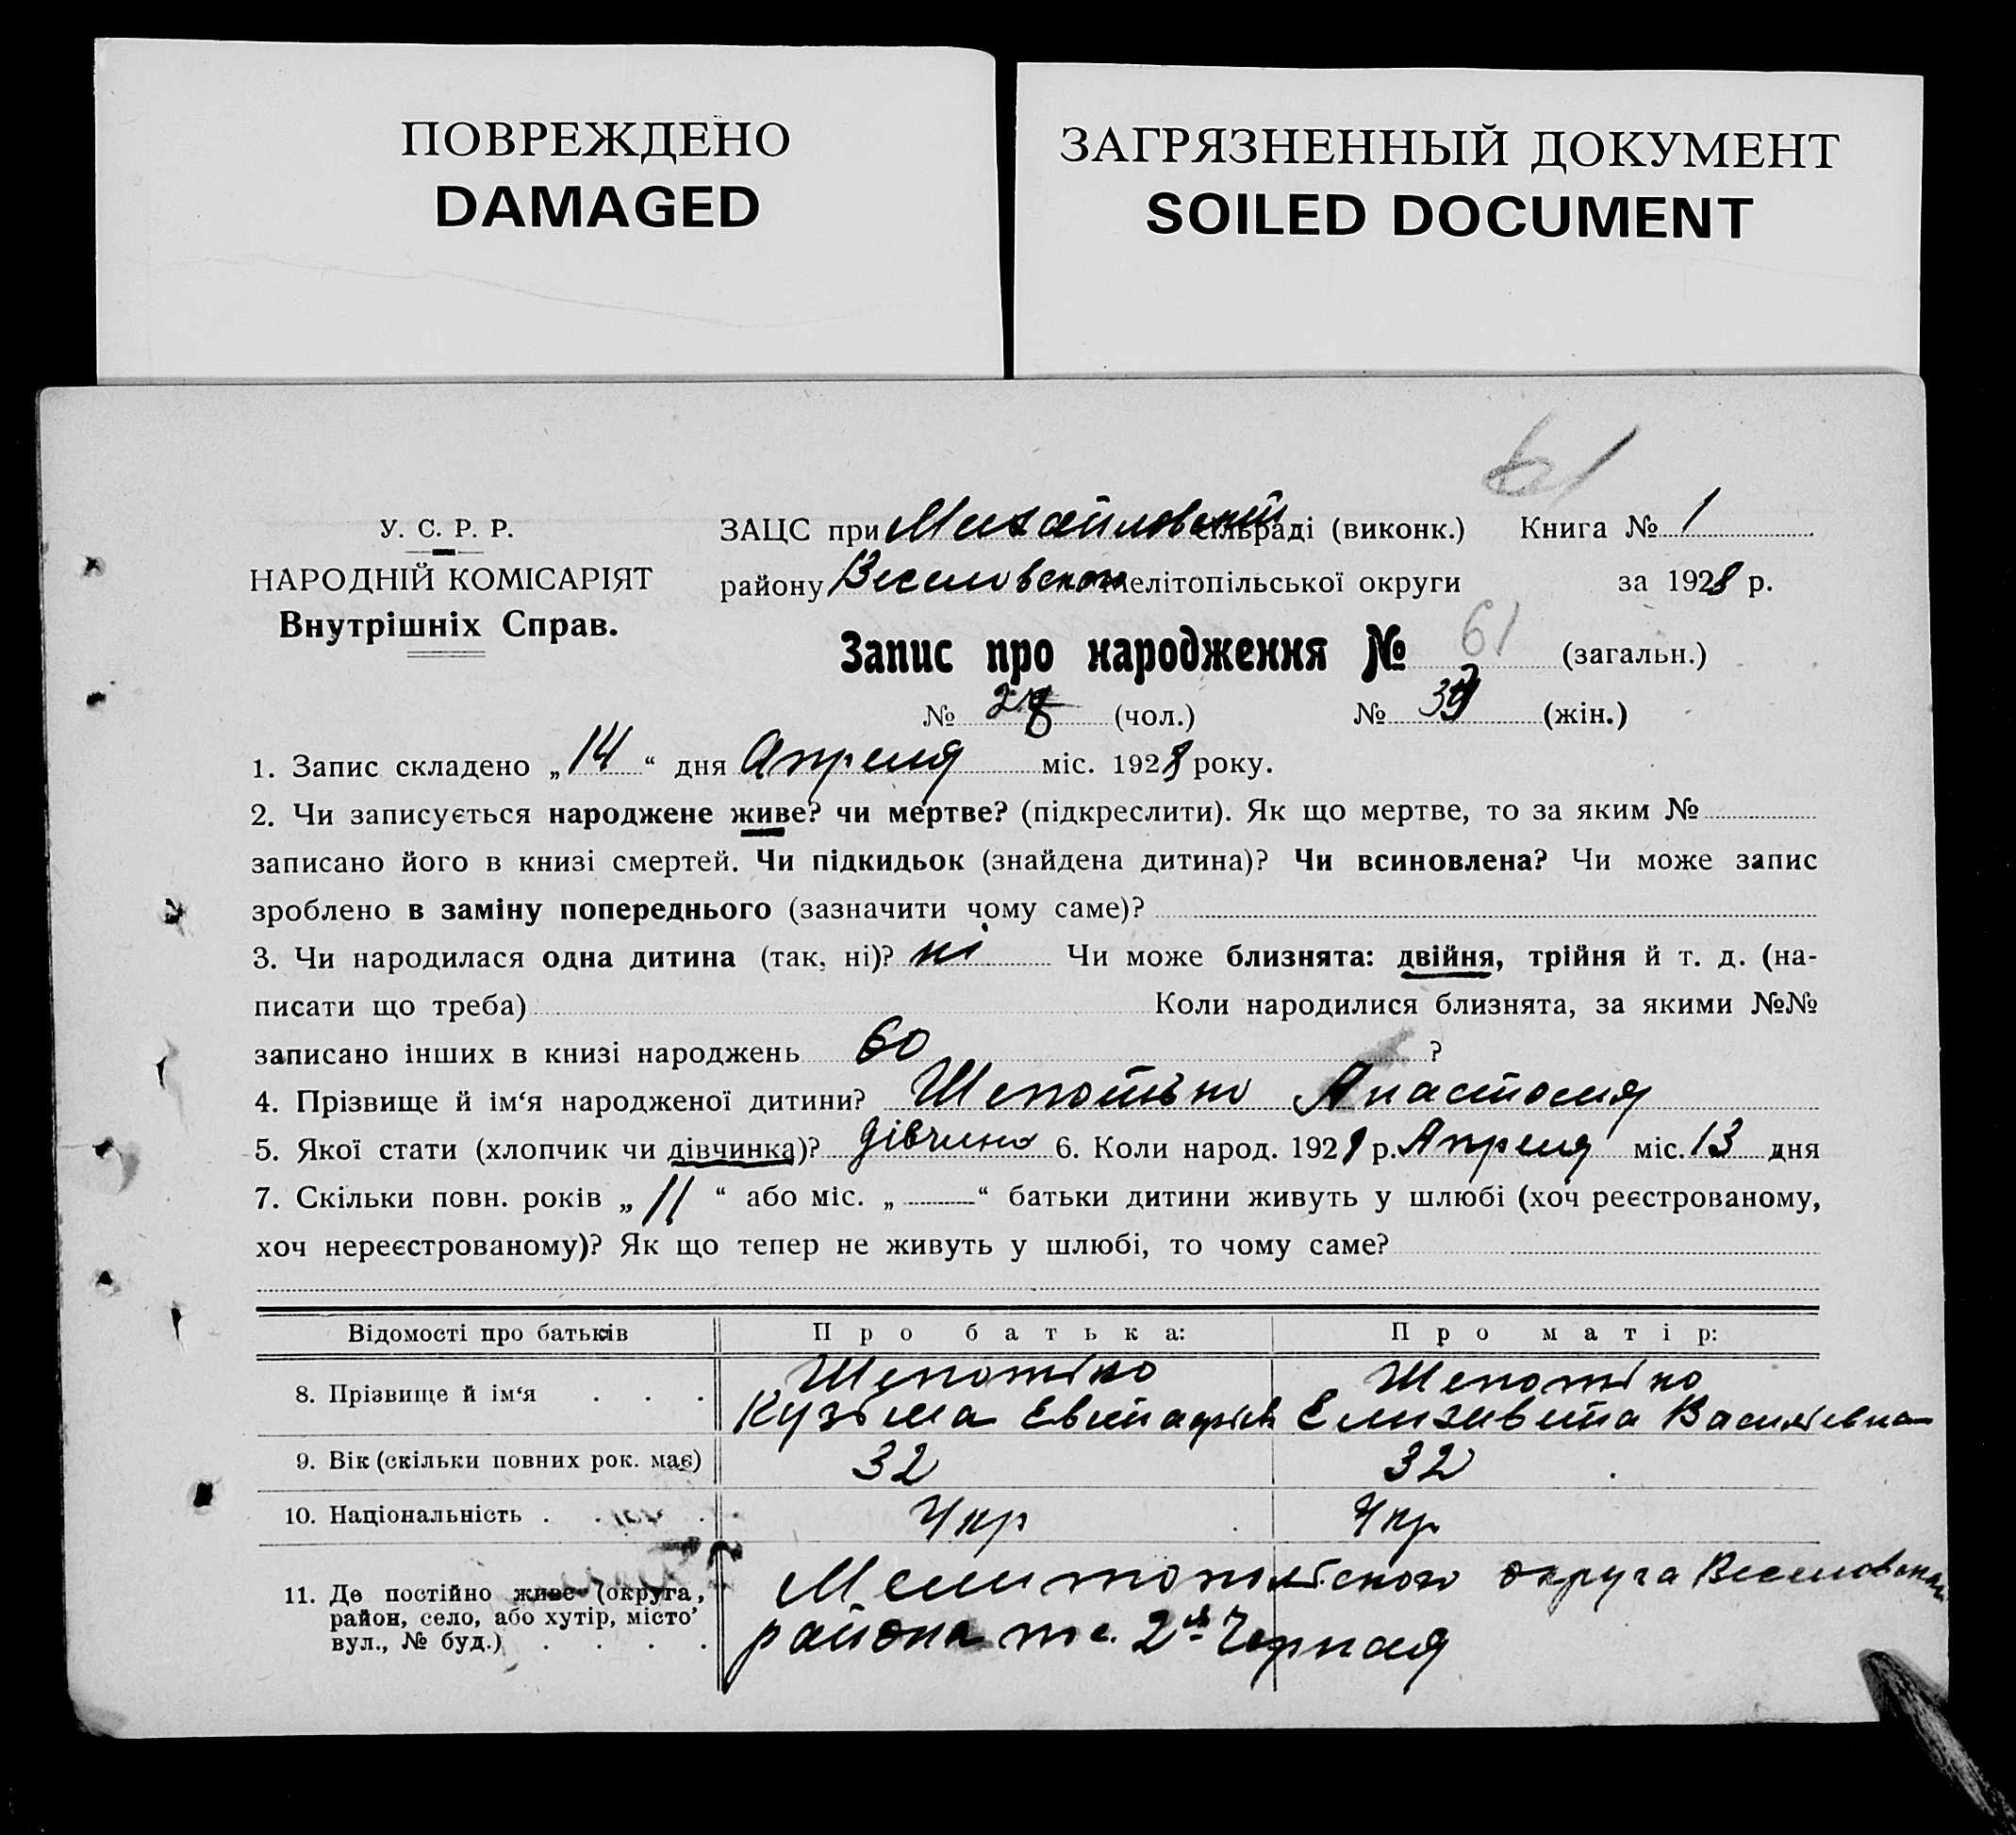 ПОВРЕЖДЕНО
DAMAGED
ЗАГРЯЗНЕННЫЙ ДОКУМЕНТ
SOILED DOCUMENT
61
У. С. Р. Р.
НАРОДНІЙ КОМІСАРІЯТ
Внутрішніх Справ.
ЗАЦС при Михайловский сільраді (виконк.) Книга № 1
району Веселовского Мелітопільської округи за 1928 р.
Запис про народження № 61 (загальн.)
№ (чол.) № 39 (жін.)
1. Запис складено „14“ дня Апреля міс. 1928 року.
2. Чи записується народжене живе? чи мертве? (підкреслити). Як що мертве, то за яким №
записано його в книзі смертей. Чи підкидьок (знайдена дитина)? Чи всиновлена? Чи може запис
зроблено в заміну попереднього (зазначити чому саме)?
3. Чи народилася одна дитина (так, ні)? ні Чи може близнята: двійня, трійня й т. д. (на-
писати що треба) Коли народилися близнята, за якими №№
записано інших в книзі народжень 60 ?
4. Прізвище й ім‘я народженої дитини? Шепотько Анастасия
5. Якої стати (хлопчик чи дівчинка)? дівчина 6. Коли народ. 1928 р. Апреля міс. 13 дня
7. Скільки повн. років „11“ або міс. „ “ батьки дитини живуть у шлюбі (хоч реєстрованому,
хоч нереєстрованому)? Як що тепер не живуть у шлюбі, то чому саме?
Відомості про батьків Про батька: Про матір:
8. Прізвище й ім‘я . . . Шепотько Шепотько
Кузьма Елизавета Васильевна
9. Вік (скільки повних рок. має) 32 32
10. Національність . . . . Укр Укр
11. Де постійно живе (округа, Мелитопольского округа Веселовского
район, село, або хутір, місто, района 2я Черная
вул., № буд.) . . . .